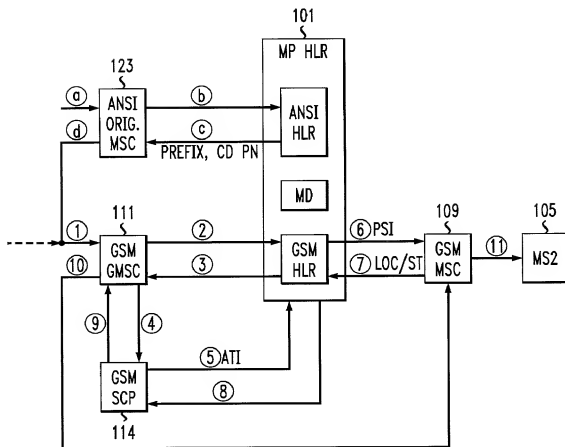 101
MP HLR
123
ⓐ
ANSI
ORIG.
MSC
ⓑ
ANSI
HLR
ⓓ
ⓒ
PREFIX, CD PN
MD
111
①
GSM
GMSC
②
GSM
HLR
⑥ PSI
109
GSM
MSC
⑪
105
MS2
⑩
③
⑦ LOC/ST
⑨
④
⑤ ATI
GSM
SCP
⑧
114